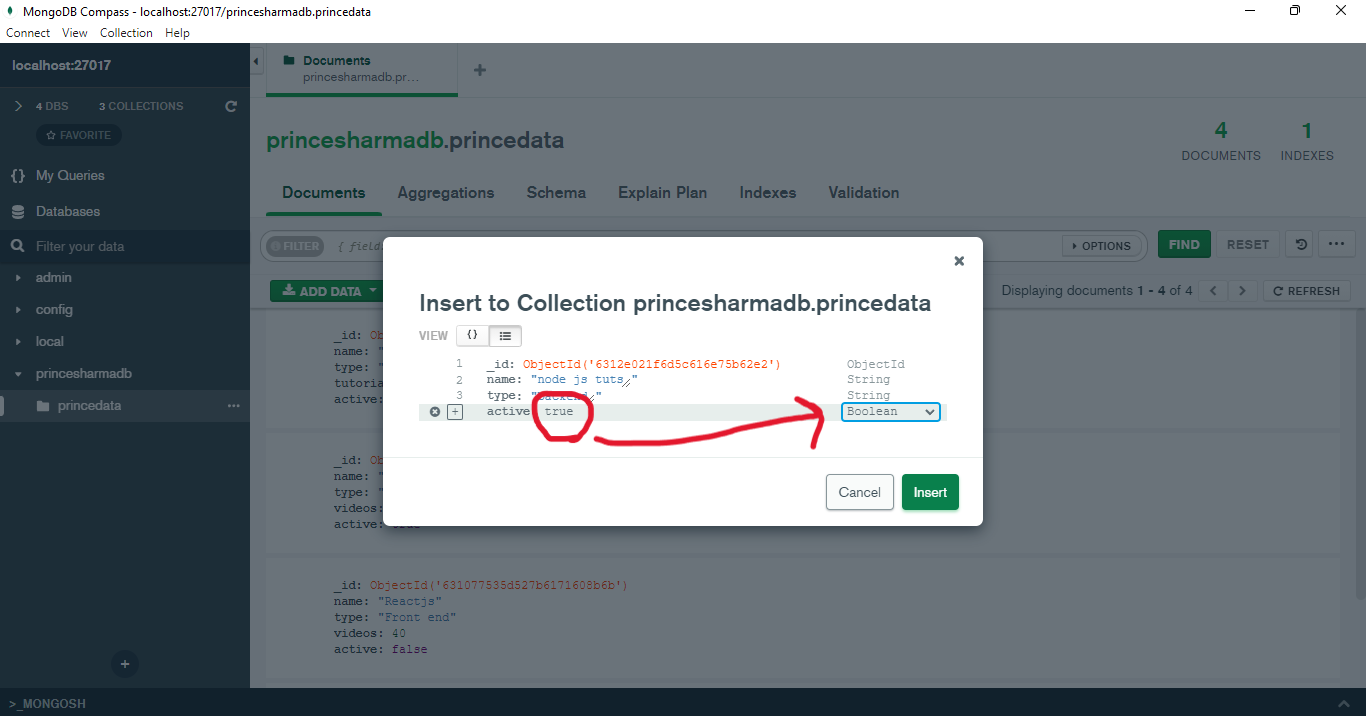 MongoDB Compass - localhost:27017/princesharmadb.princedata
Connect View Collection Help
localhost:27017
4 DBS 3 COLLECTIONS
FAVORITE
My Queries
Databases
Filter your data
admin
config
local
princesharmadb
princedata
>_MONGOSH
Documents
princesharmadb.pr...
princesharmadb.princedata
4
DOCUMENTS
1
INDEXES
Documents Aggregations Schema Explain Plan Indexes Validation
FILTER { field: OPTIONS FIND RESET
ADD DATA Displaying documents 1 - 4 of 4 REFRESH
_id: Ob
name: "
type: "
tutoria
active:
_id: Ob
name: "
type: "
videos:
active:
_id: ObjectId('631077535d527b6171608b6b')
name: "Reactjs"
type: "Front end"
videos: 40
active: false
Insert to Collection princesharmadb.princedata
VIEW {}
1 _id: ObjectId('6312e021f6d5c616e75b62e2') ObjectId
2 name: "node js tuts" String
3 type: "Backend" String
active true Boolean
Cancel Insert